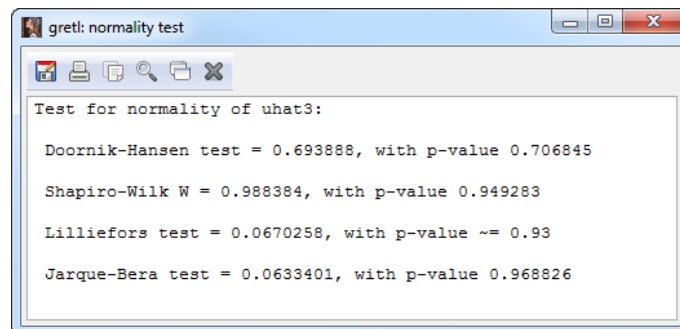 gretl: normality test
Test for normality of uhat3:
Doornik-Hansen test = 0.693888, with p-value 0.706845
Shapiro-Wilk W = 0.988384, with p-value 0.949283
Lilliefors test = 0.0670258, with p-value ~= 0.93
Jarque-Bera test = 0.0633401, with p-value 0.968826